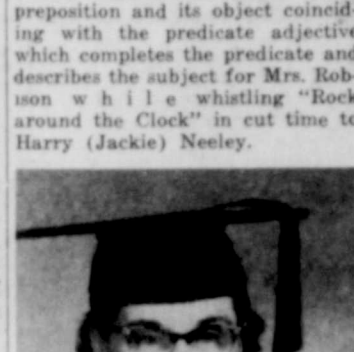 preposition and its object coincid-
ing with the predicate adjective
which completes the predicate and
describes the subject for Mrs. Rob-
ison w h i l e whistling "Rock
around the Clock" in cut time to
Harry (Jackie) Neeley.